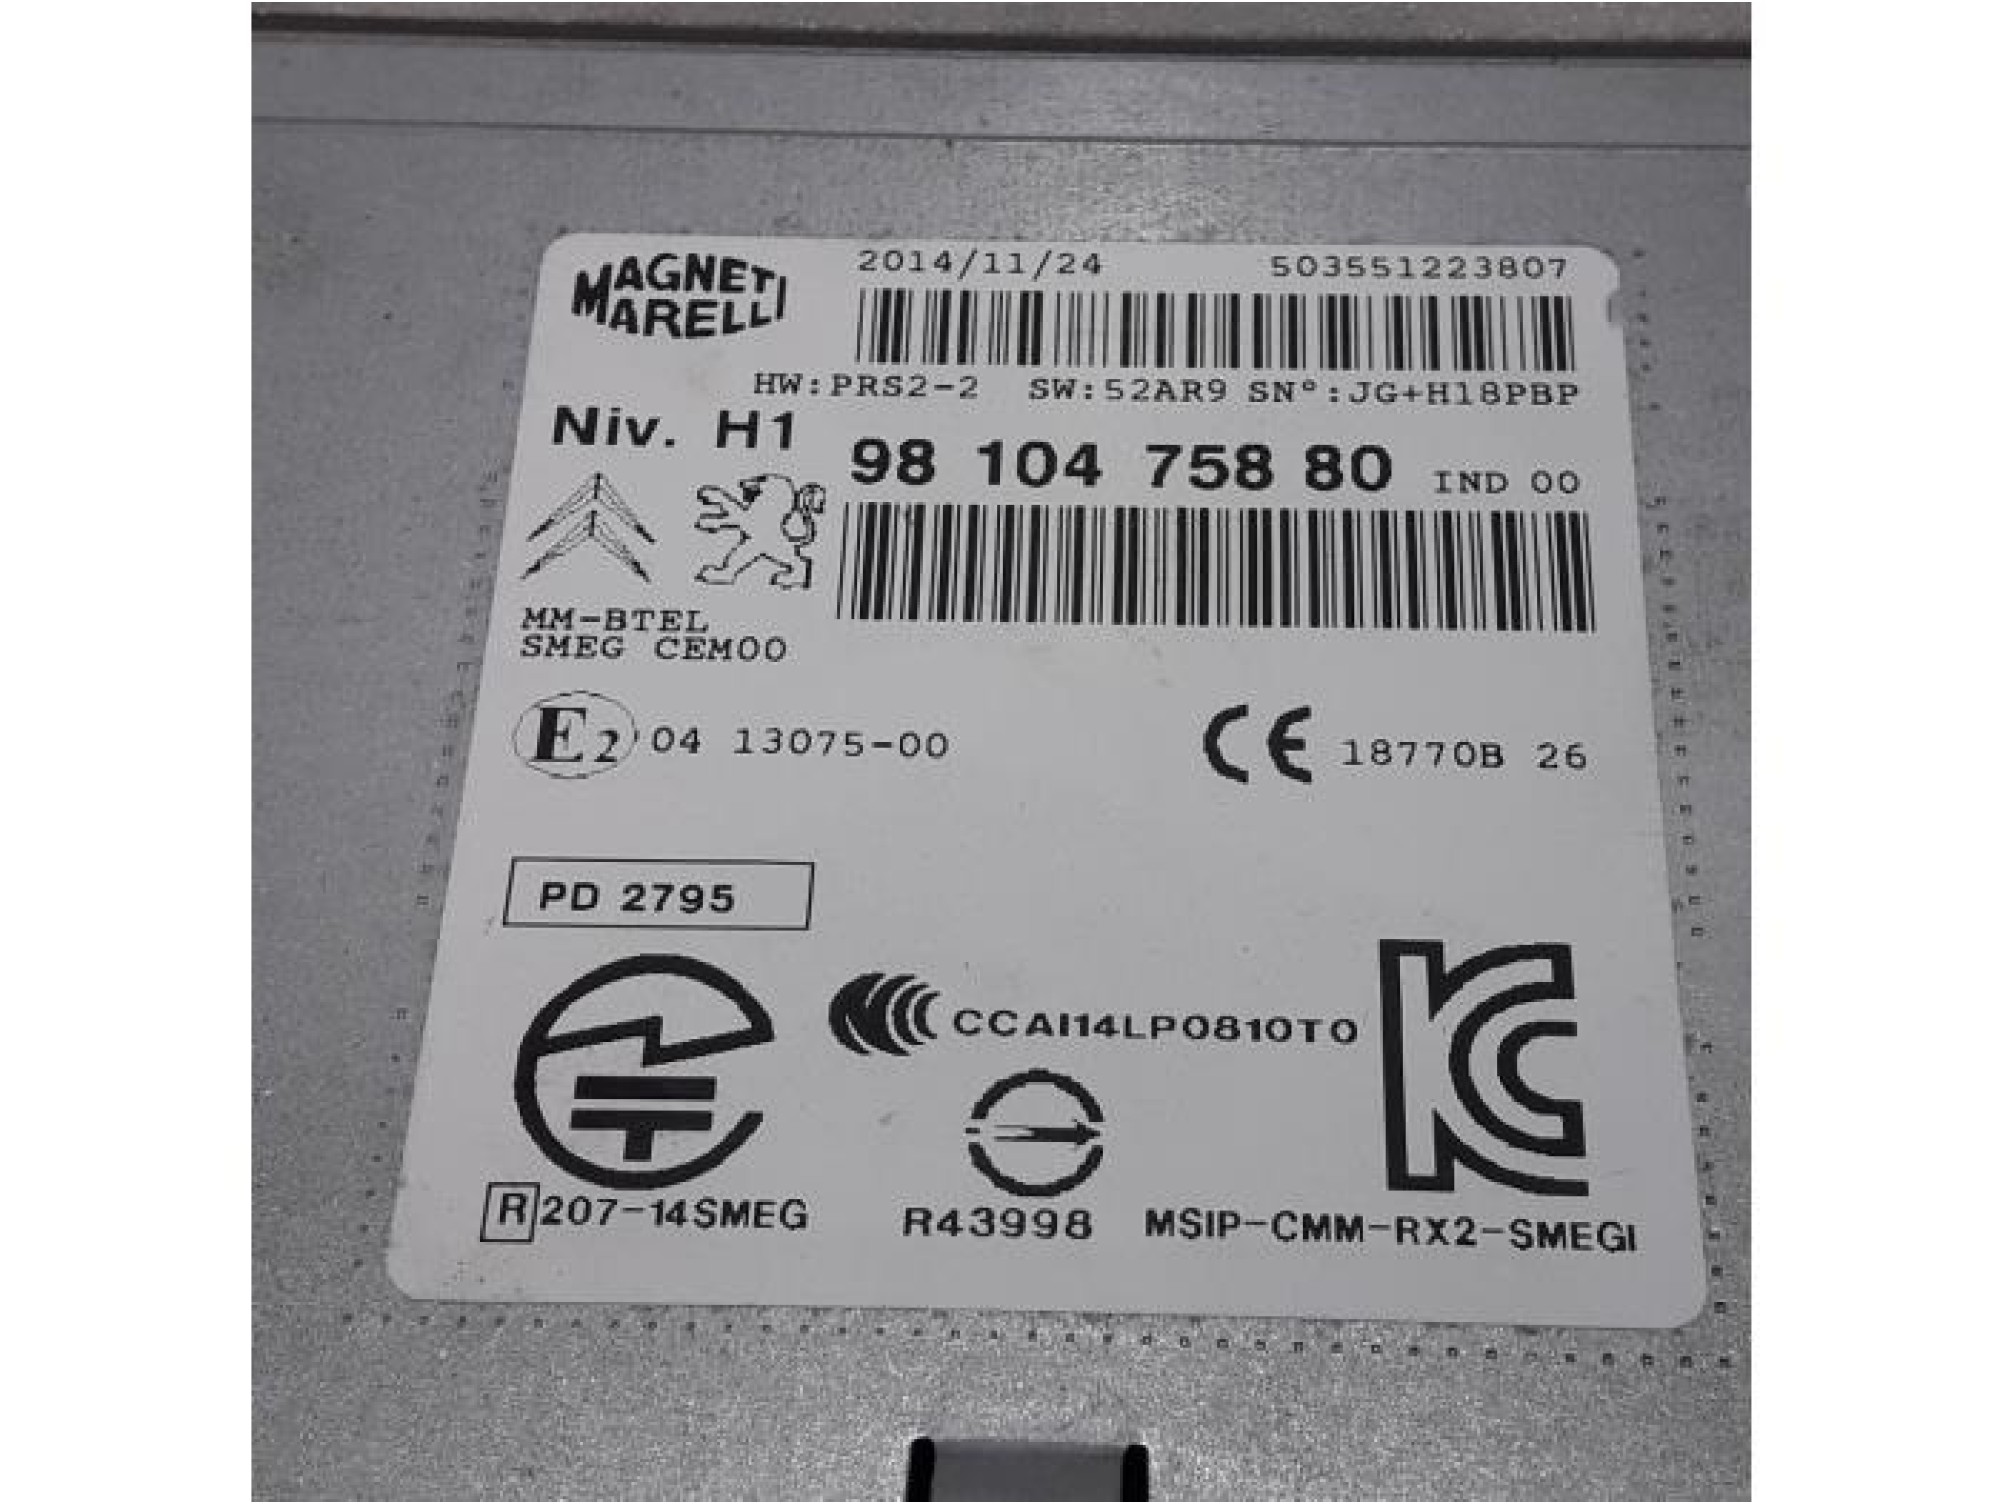 MAGNETI
MARELLI
2014/11/24 503551223807
HW:PRS2-2 SW:52AR9 SN°:JG+H18PBP
Niv. H1
98 104 758 80 IND 00
MM-BTEL
SMEG CEM00
E2 04 13075-00
CE 18770B 26
PD 2795
CCAI14LP0810T0
KC
R 207-14SMEG
R43998
MSIP-CMM-RX2-SMEGI